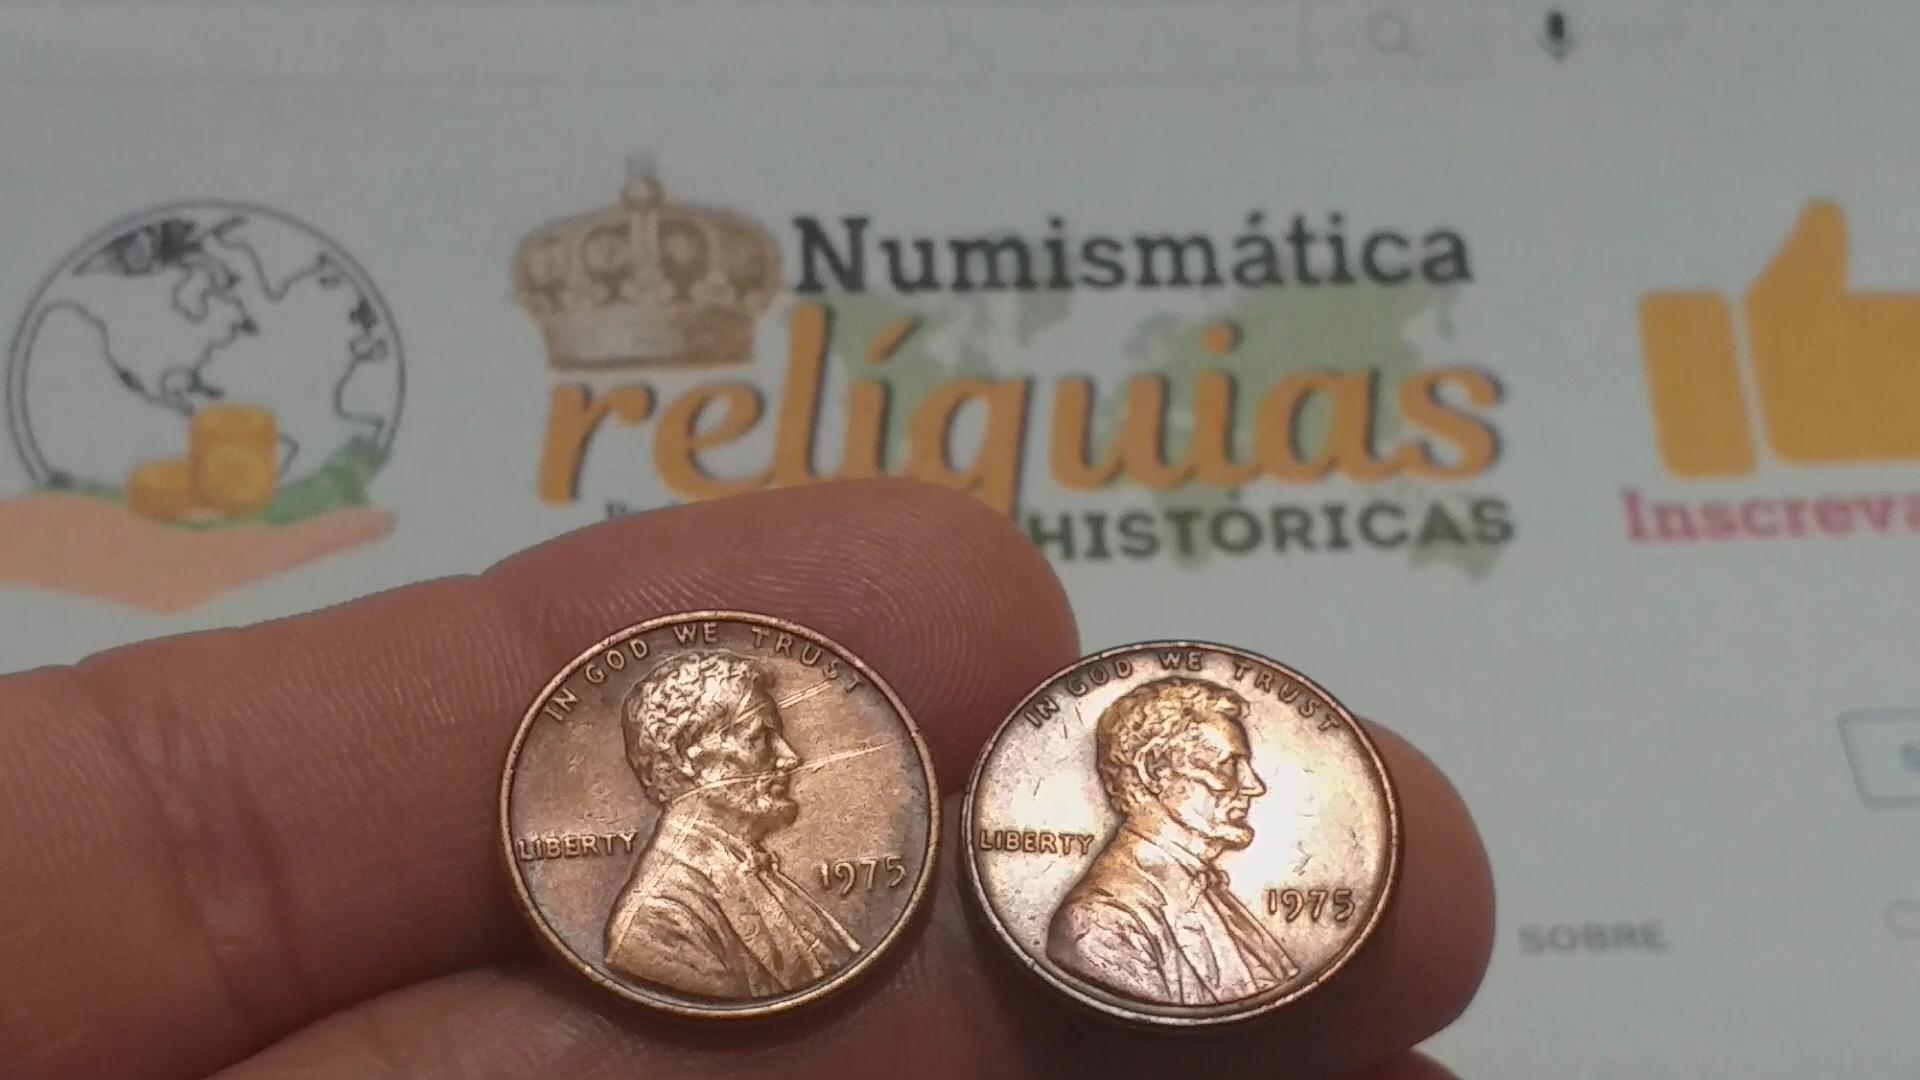 Numismática
relíquias
HISTÓRICAS
Inscreva
SOBRE
IN GOD WE TRUST
LIBERTY
1975
IN GOD WE TRUST
LIBERTY
1975